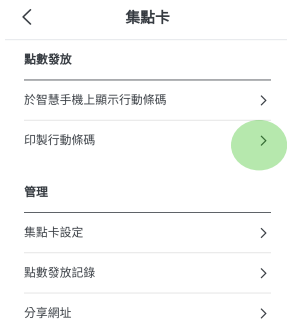 集點卡
點數發放
於智慧手機上顯示行動條碼
印製行動條碼
管理
集點卡設定
點數發放記錄
分享網址